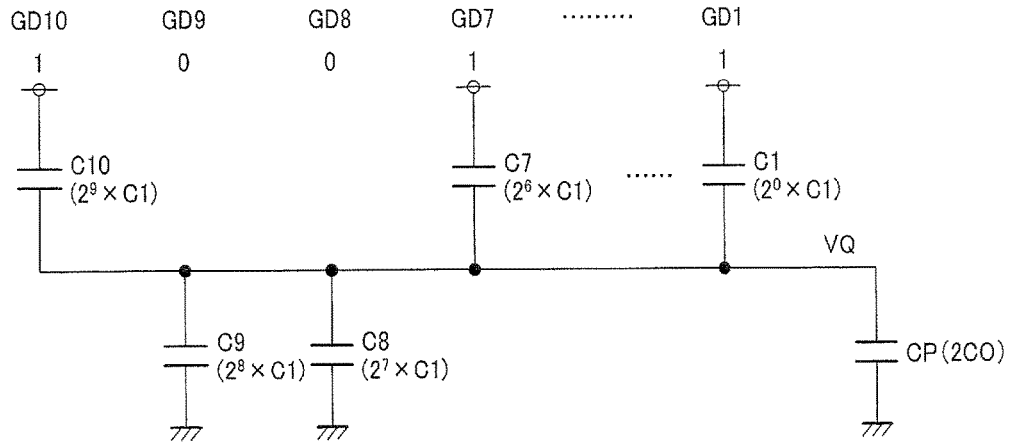 GD10 GD9 GD8 GD7 ········ GD1
1 0 0 1 1
C10
(2⁹ × C1)
C7
(2⁶ × C1)
······
C1
(2⁰ × C1)
VQ
C9
(2⁸ × C1)
C8
(2⁷ × C1)
CP(2CO)